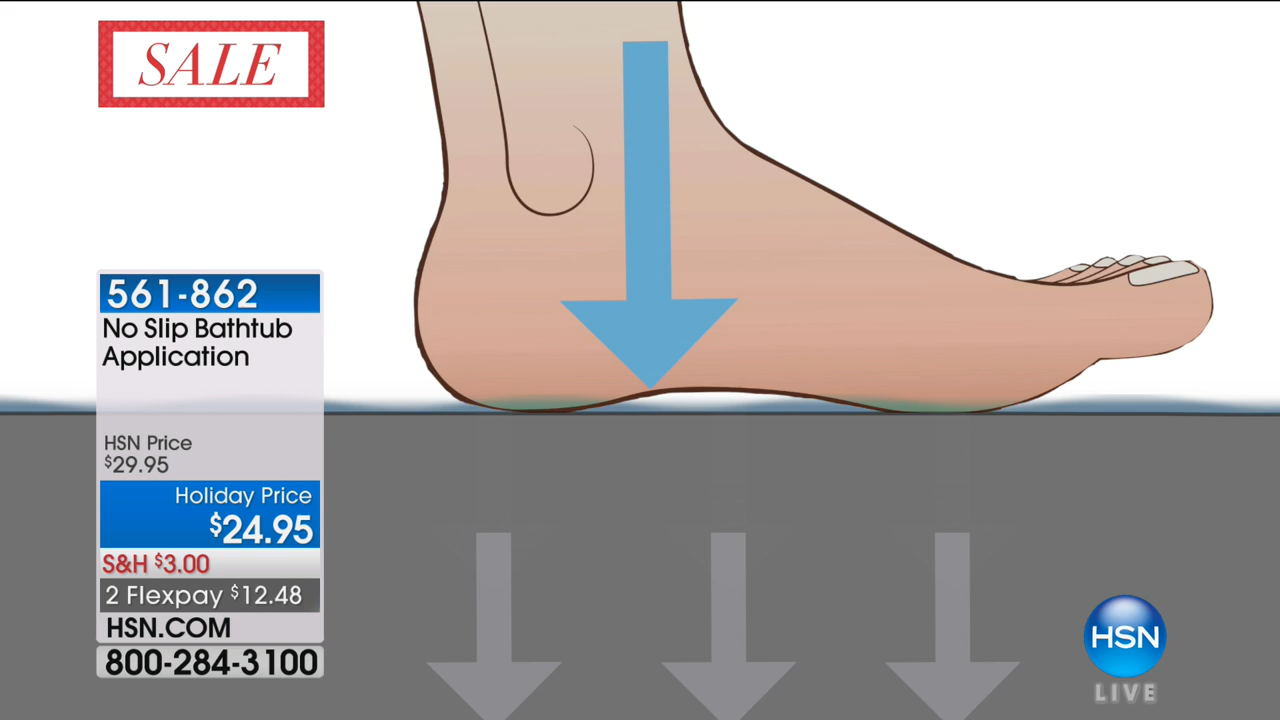 SALE
561-862
No Slip Bathtub
Application
HSN Price
$29.95
Holiday Price
$24.95
S&H $3.00
2 Flexpay $12.48
HSN.COM
800-284-3100
HSN
LIVE